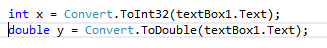 int x = Convert.ToInt32(textBox1.Text);
double y = Convert.ToDouble(textBox1.Text);